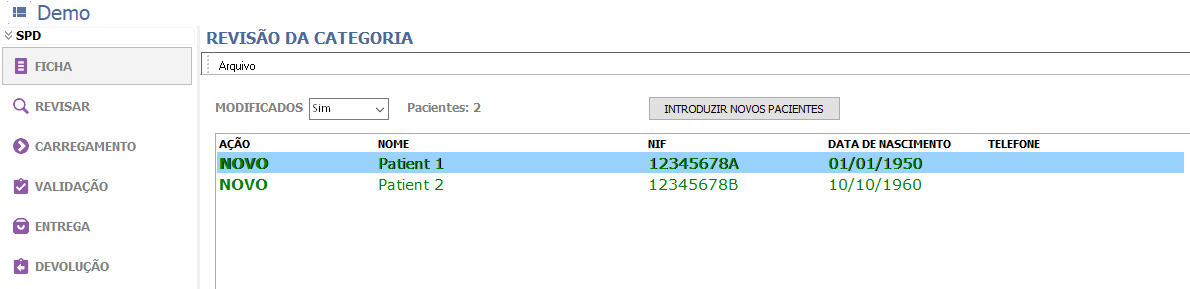 Demo
SPD
REVISÃO DA CATEGORIA
FICHA
Arquivo
REVISAR
MODIFICADOS Sim Pacientes: 2 INTRODUZIR NOVOS PACIENTES
CARREGAMENTO
AÇÃO NOME NIF DATA DE NASCIMENTO TELEFONE
NOVO Patient 1 12345678A 01/01/1950
VALIDAÇÃO
NOVO Patient 2 12345678B 10/10/1960
ENTREGA
DEVOLUÇÃO